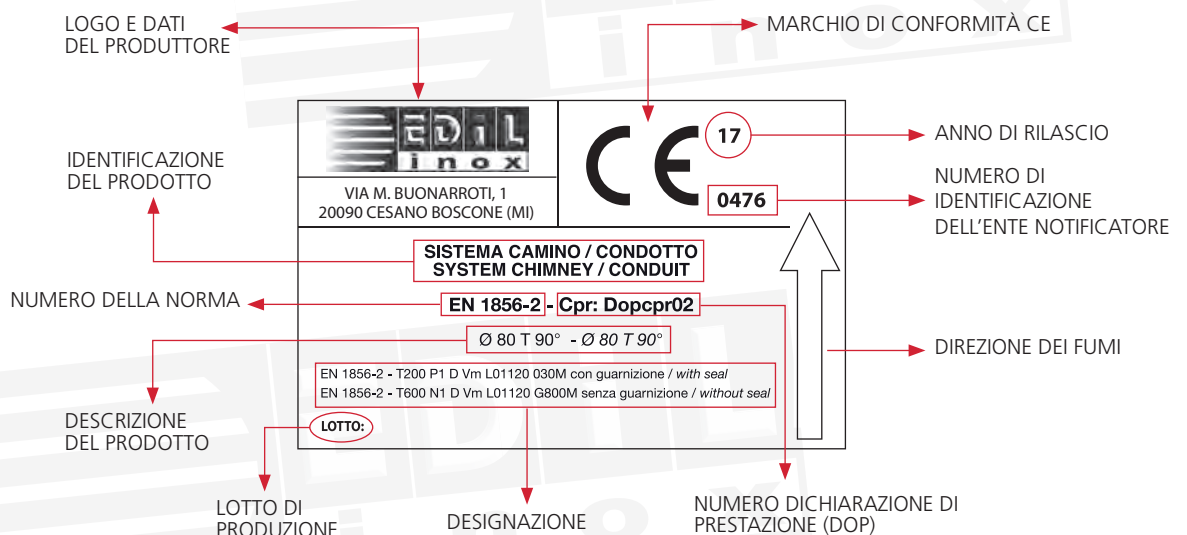 LOGO E DATI
DEL PRODUTTORE
MARCHIO DI CONFORMITÀ CE
EDiL
inox
VIA M. BUONARROTI, 1
20090 CESANO BOSCONE (MI)
CE
17
0476
ANNO DI RILASCIO
NUMERO DI
IDENTIFICAZIONE
DELL'ENTE NOTIFICATORE
IDENTIFICAZIONE
DEL PRODOTTO
SISTEMA CAMINO / CONDOTTO
SYSTEM CHIMNEY / CONDUIT
NUMERO DELLA NORMA
EN 1856-2 - Cpr: Dopcpr02
Ø 80 T 90° - Ø 80 T 90°
EN 1856-2 - T200 P1 D Vm L01120 030M con guarnizione / with seal
EN 1856-2 - T600 N1 D Vm L01120 G800M senza guarnizione / without seal
LOTTO:
DIREZIONE DEI FUMI
DESCRIZIONE
DEL PRODOTTO
LOTTO DI
PRODUZIONE
DESIGNAZIONE
NUMERO DICHIARAZIONE DI
PRESTAZIONE (DOP)